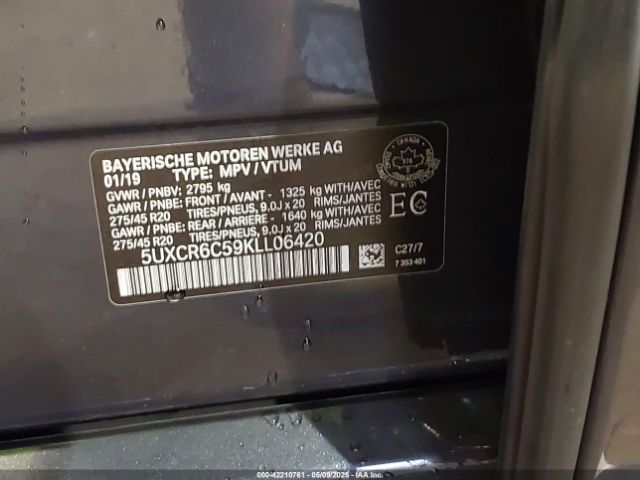 BAYERISCHE MOTOREN WERKE AG
01/19 TYPE: MPV / VTUM
GVWR / PNBV: 2795 kg
GAWR / PNBE: FRONT / AVANT - 1325 kg WITH/AVEC
275/45 R20 TIRES/PNEUS, 9.0J x 20 RIMS/JANTES
GAWR / PNBE: REAR / ARRIERE - 1640 kg WITH/AVEC
275/45 R20 TIRES/PNEUS, 9.0J x 20 RIMS/JANTES
5UXCR6C59KLL06420
CANADA
EC
C27/7
7 353 401
000-42210761 - 05/09/2025 - IAA Inc.